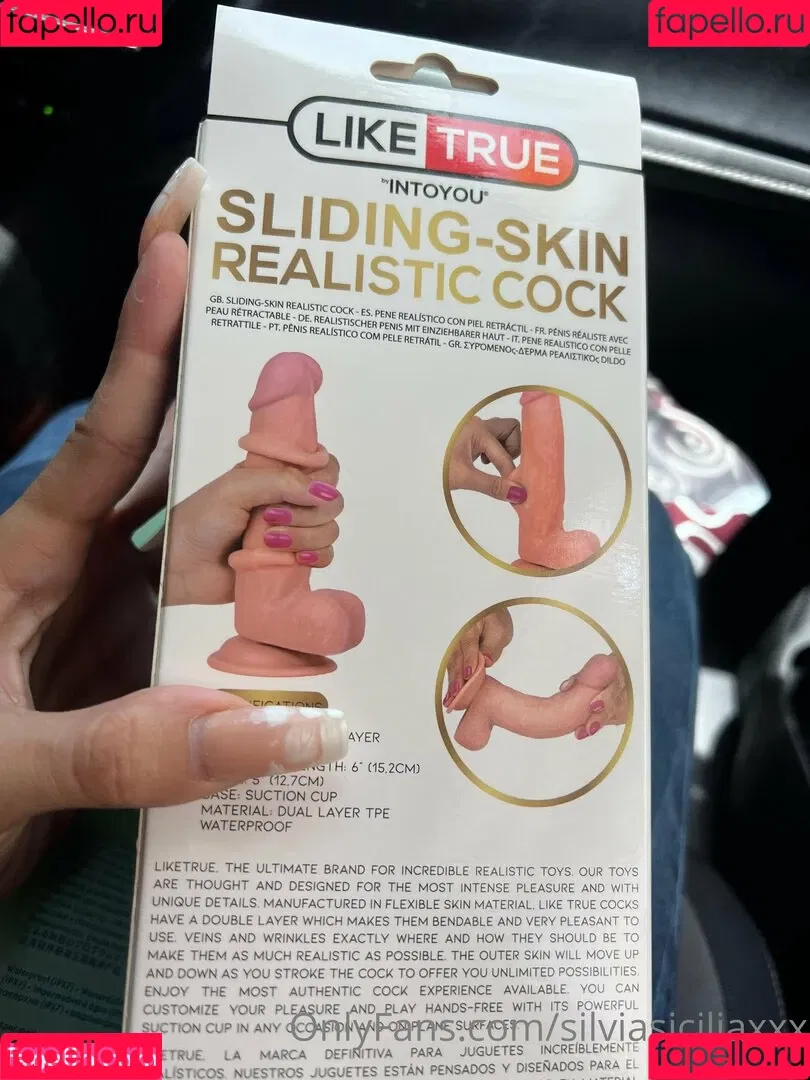 fapello.ru fapello.ru
LIKE TRUE
by INTOYOU®
SLIDING-SKIN
REALISTIC COCK
GB. SLIDING-SKIN REALISTIC COCK - ES. PENE REALÍSTICO CON PIEL RETRÁCTIL - FR. PÉNIS RÉALISTE AVEC
PEAU RÉTRACTABLE - DE. REALISTISCHER PENIS MIT EINZIEHBARER HAUT - IT. PENE REALISTICO CON PELLE
RETRATTILE - PT. PÊNIS REALÍSTICO COM PELE RETRÁTIL - GR. ΣΥΡΌΜΕΝΟς-ΔΈΡΜΑ ΡΕΑΛΙΣΤΙΚΌς DILDO
6" (15,2CM)
5" (12,7CM)
BASE: SUCTION CUP
MATERIAL: DUAL LAYER TPE
WATERPROOF
LIKETRUE. THE ULTIMATE BRAND FOR INCREDIBLE REALISTIC TOYS. OUR TOYS
ARE THOUGHT AND DESIGNED FOR THE MOST INTENSE PLEASURE AND WITH
UNIQUE DETAILS. MANUFACTURED IN FLEXIBLE SKIN MATERIAL, LIKE TRUE COCKS
HAVE A DOUBLE LAYER WHICH MAKES THEM BENDABLE AND VERY PLEASANT TO
USE. VEINS AND WRINKLES EXACTLY WHERE AND HOW THEY SHOULD BE TO
MAKE THEM AS MUCH REALISTIC AS POSSIBLE. THE OUTER SKIN WILL MOVE UP
AND DOWN AS YOU STROKE THE COCK TO OFFER YOU UNLIMITED POSSIBILITIES.
ENJOY THE MOST AUTHENTIC COCK EXPERIENCE AVAILABLE. YOU CAN
CUSTOMIZE YOUR PLEASURE AND PLAY HANDS-FREE WITH ITS POWERFUL
SUCTION CUP IN ANY OCCASION AND ON PLANE SURFACES.
OnlyFans.com/silviasiciliaxxx
LA MARCA DEFINITIVA PARA JUGUETES INCREÍBLEMENTE
NUESTROS JUGUETES ESTÁN PENSADOS Y DISEÑADOS PARA EL
fapello.ru fapello.ru